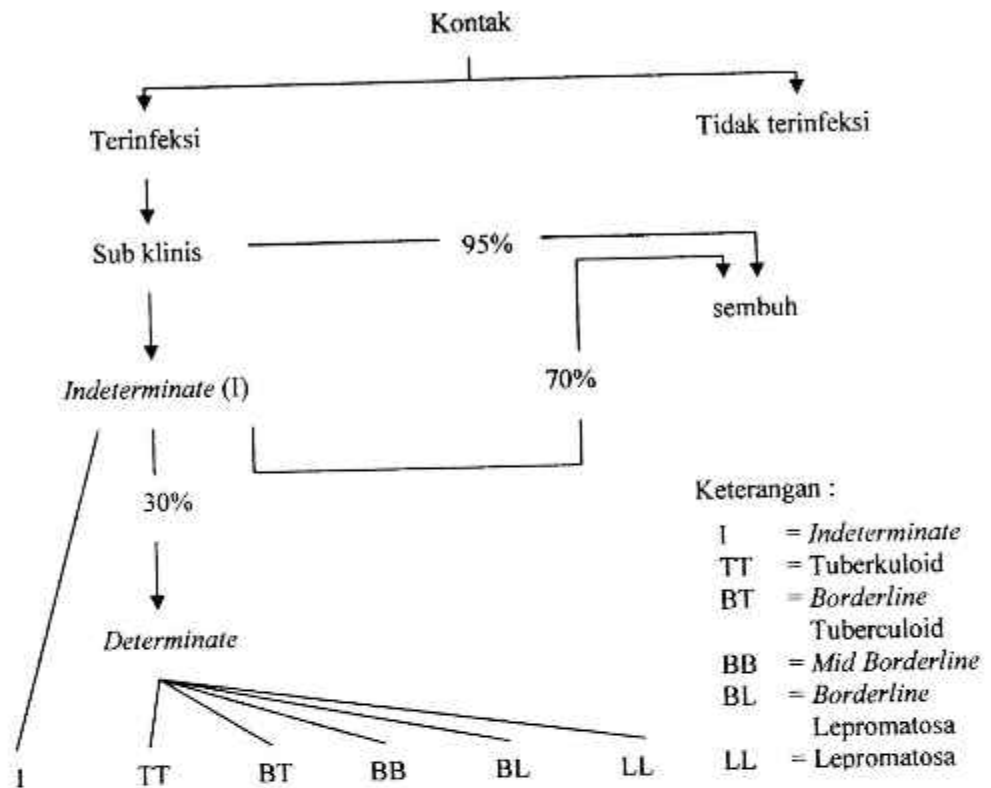 Kontak
Terinfeksi
Tidak terinfeksi
Sub klinis
95%
sembuh
Indeterminate (I)
70%
30%
Determinate
I
TT
BT
BB
BL
LL
Keterangan :
I = Indeterminate
TT = Tuberkuloid
BT = Borderline
Tuberculoid
BB = Mid Borderline
BL = Borderline
Lepromatosa
LL = Lepromatosa